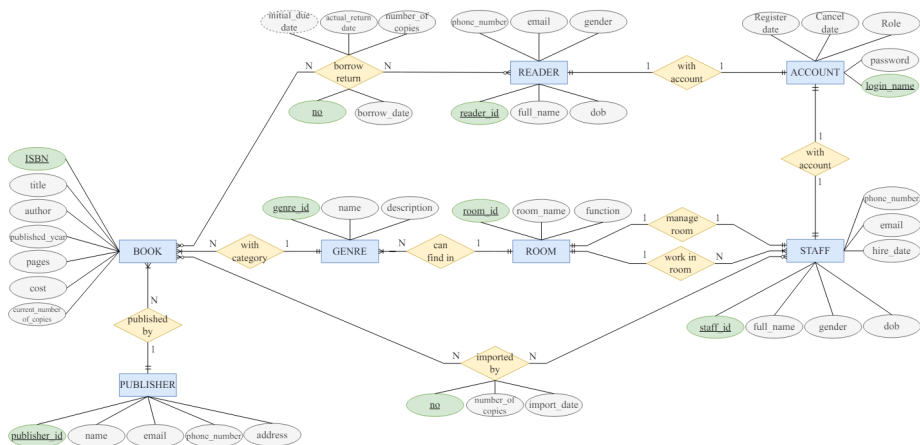 initial_due
date
actual_return
date
number_of
copies
phone_number
email
gender
Register
date
Cancel
date
Role
N
borrow
return
N
READER
1
with
account
1
ACCOUNT
password
login_name
no
borrow_date
reader_id
full_name
dob
1
with
account
1
ISBN
title
author
published_year
pages
cost
current_number
_of_copies
genre_id
name
description
room_id
room_name
function
phone_number
email
hire_date
BOOK
N
with
category
1
GENRE
N
can
find in
1
ROOM
1
manage
room
1
1
work in
room
N
STAFF
N
published
by
1
staff_id
full_name
gender
dob
N
imported
by
N
PUBLISHER
no
number_of
copies
import_date
publisher_id
name
email
phone_number
address